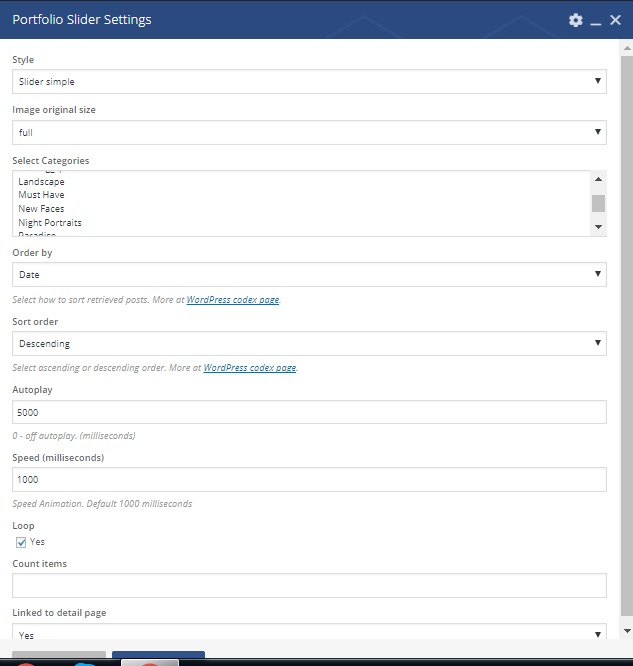 Portfolio Slider Settings
Style
Slider simple
Image original size
full
Select Categories
Landscape
Must Have
New Faces
Night Portraits
Paradise
Order by
Date
Select how to sort retrieved posts. More at WordPress codex page.
Sort order
Descending
Select ascending or descending order. More at WordPress codex page.
Autoplay
5000
0 - off autoplay. (milliseconds)
Speed (milliseconds)
1000
Speed Animation. Default 1000 milliseconds
Loop
Yes
Count items
Linked to detail page
Yes